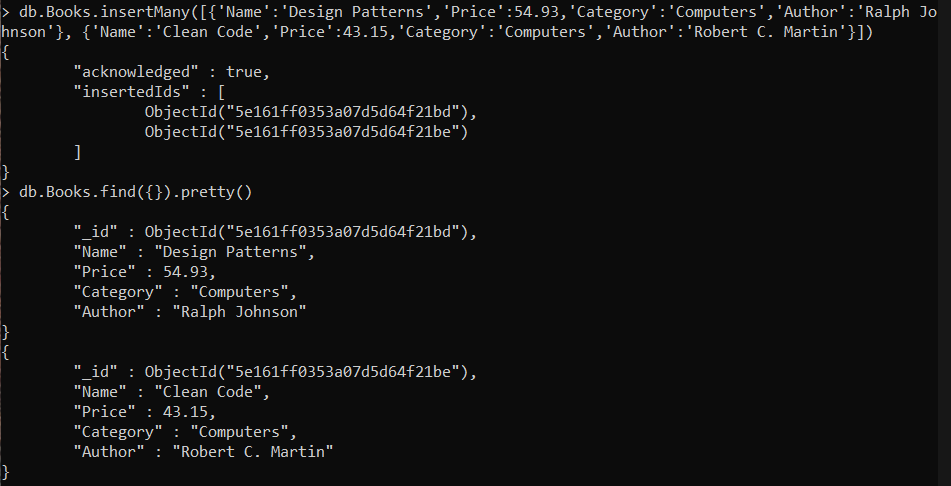 > db.Books.insertMany([{'Name':'Design Patterns','Price':54.93,'Category':'Computers','Author':'Ralph Jo
hnson'}, {'Name':'Clean Code','Price':43.15,'Category':'Computers','Author':'Robert C. Martin'}])
{
        "acknowledged" : true,
        "insertedIds" : [
                ObjectId("5e161ff0353a07d5d64f21bd"),
                ObjectId("5e161ff0353a07d5d64f21be")
        ]
}
> db.Books.find({}).pretty()
{
        "_id" : ObjectId("5e161ff0353a07d5d64f21bd"),
        "Name" : "Design Patterns",
        "Price" : 54.93,
        "Category" : "Computers",
        "Author" : "Ralph Johnson"
}
{
        "_id" : ObjectId("5e161ff0353a07d5d64f21be"),
        "Name" : "Clean Code",
        "Price" : 43.15,
        "Category" : "Computers",
        "Author" : "Robert C. Martin"
}